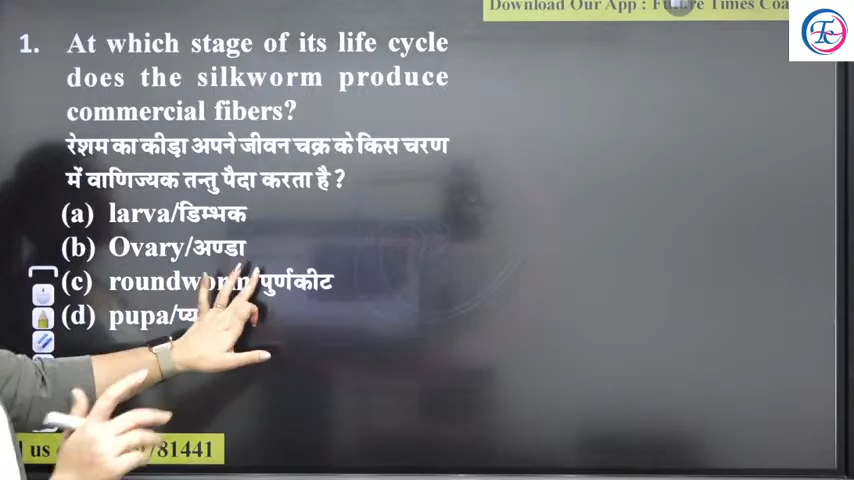 Download Our App : Future Times Coa
1. At which stage of its life cycle
does the silkworm produce
commercial fibers?
रेशम का कीड़ा अपने जीवन चक्र के किस चरण
में वाणिज्यक तन्तु पैदा करता है ?
(a) larva/डिम्भक
(b) Ovary/अण्डा
(c) roundworm/पुर्णकीट
(d) pupa/प्य
us
781441